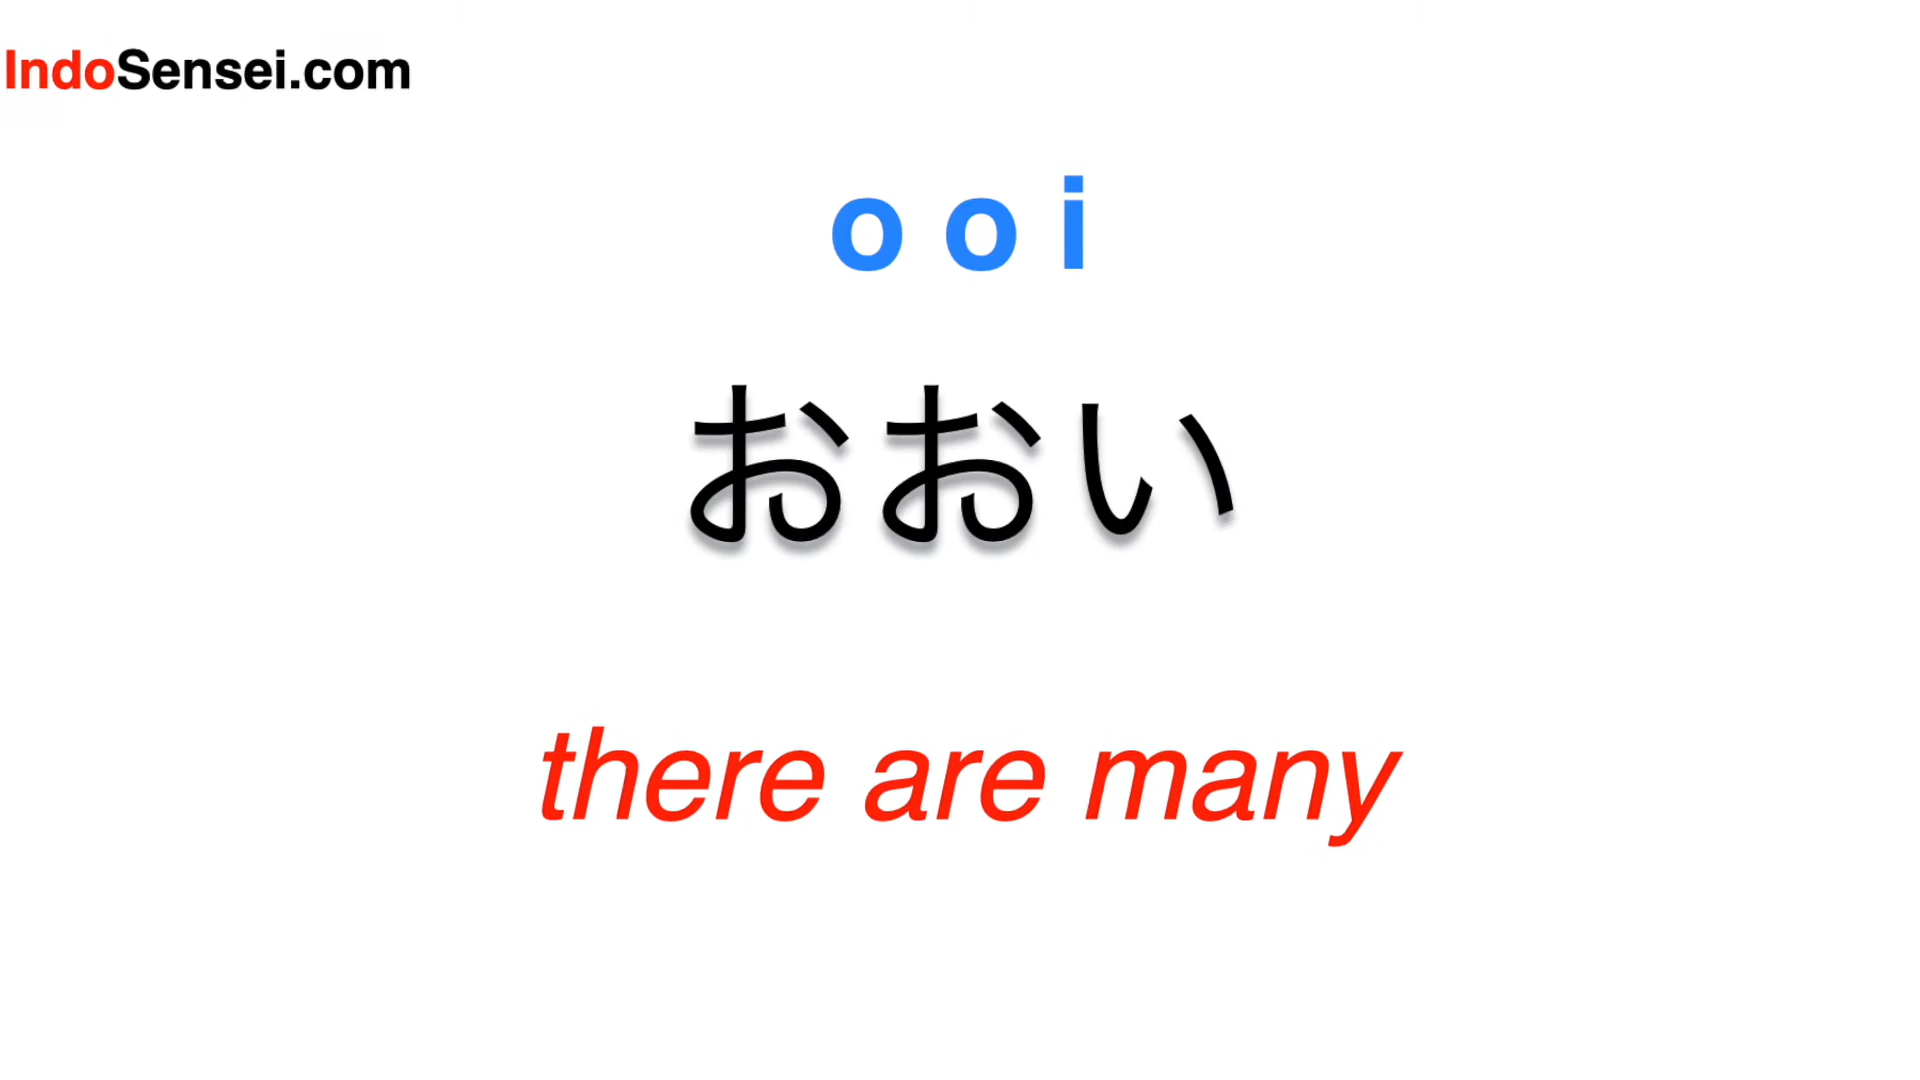 IndoSensei.com
o o i
おおい
there are many